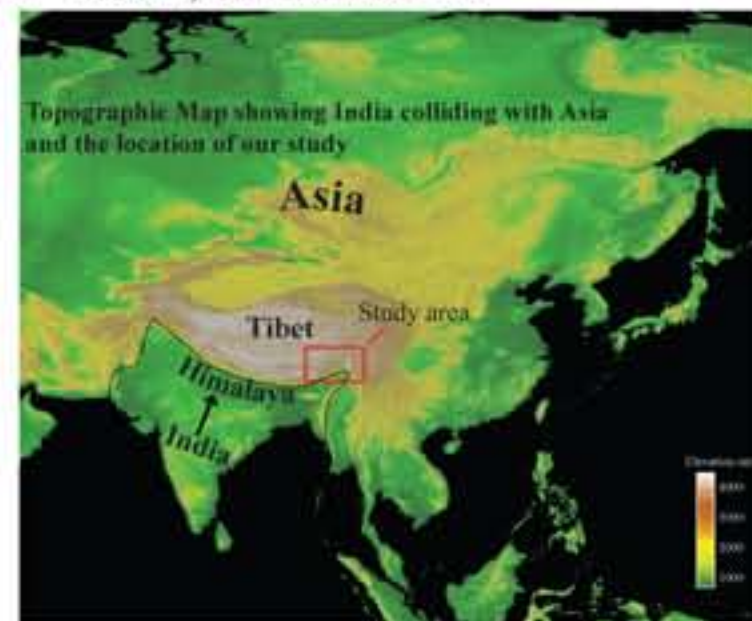 Topographic Map showing India colliding with Asia
and the location of our study
Asia
Tibet
Study area
Himalaya
India
Elevation